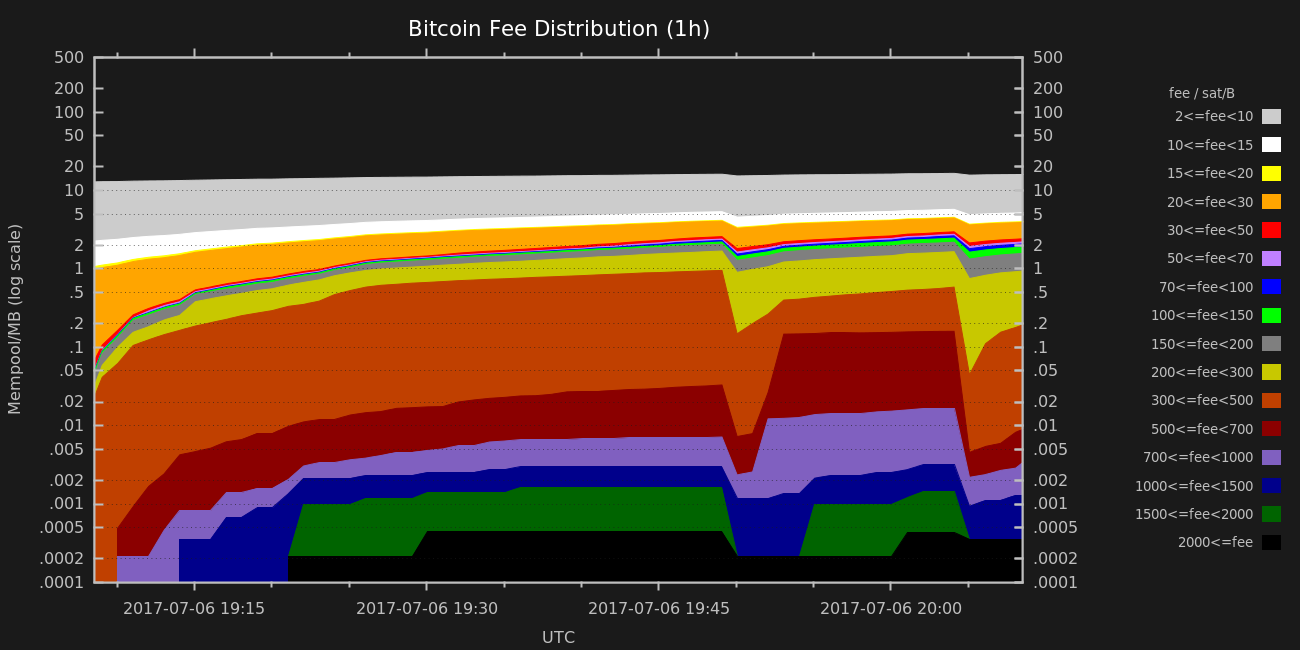 Bitcoin Fee Distribution (1h)
500 500
200 200
100 100
50 50
20 20
10 10
5 5
2 2
1 1
.5 .5
.2 .2
.1 .1
.05 .05
.02 .02
.01 .01
.005 .005
.002 .002
.001 .001
.0005 .0005
.0002 .0002
.0001 .0001
Mempool/MB (log scale)
2017-07-06 19:15 2017-07-06 19:30 2017-07-06 19:45 2017-07-06 20:00
UTC
fee / sat/B
2<=fee<10
10<=fee<15
15<=fee<20
20<=fee<30
30<=fee<50
50<=fee<70
70<=fee<100
100<=fee<150
150<=fee<200
200<=fee<300
300<=fee<500
500<=fee<700
700<=fee<1000
1000<=fee<1500
1500<=fee<2000
2000<=fee